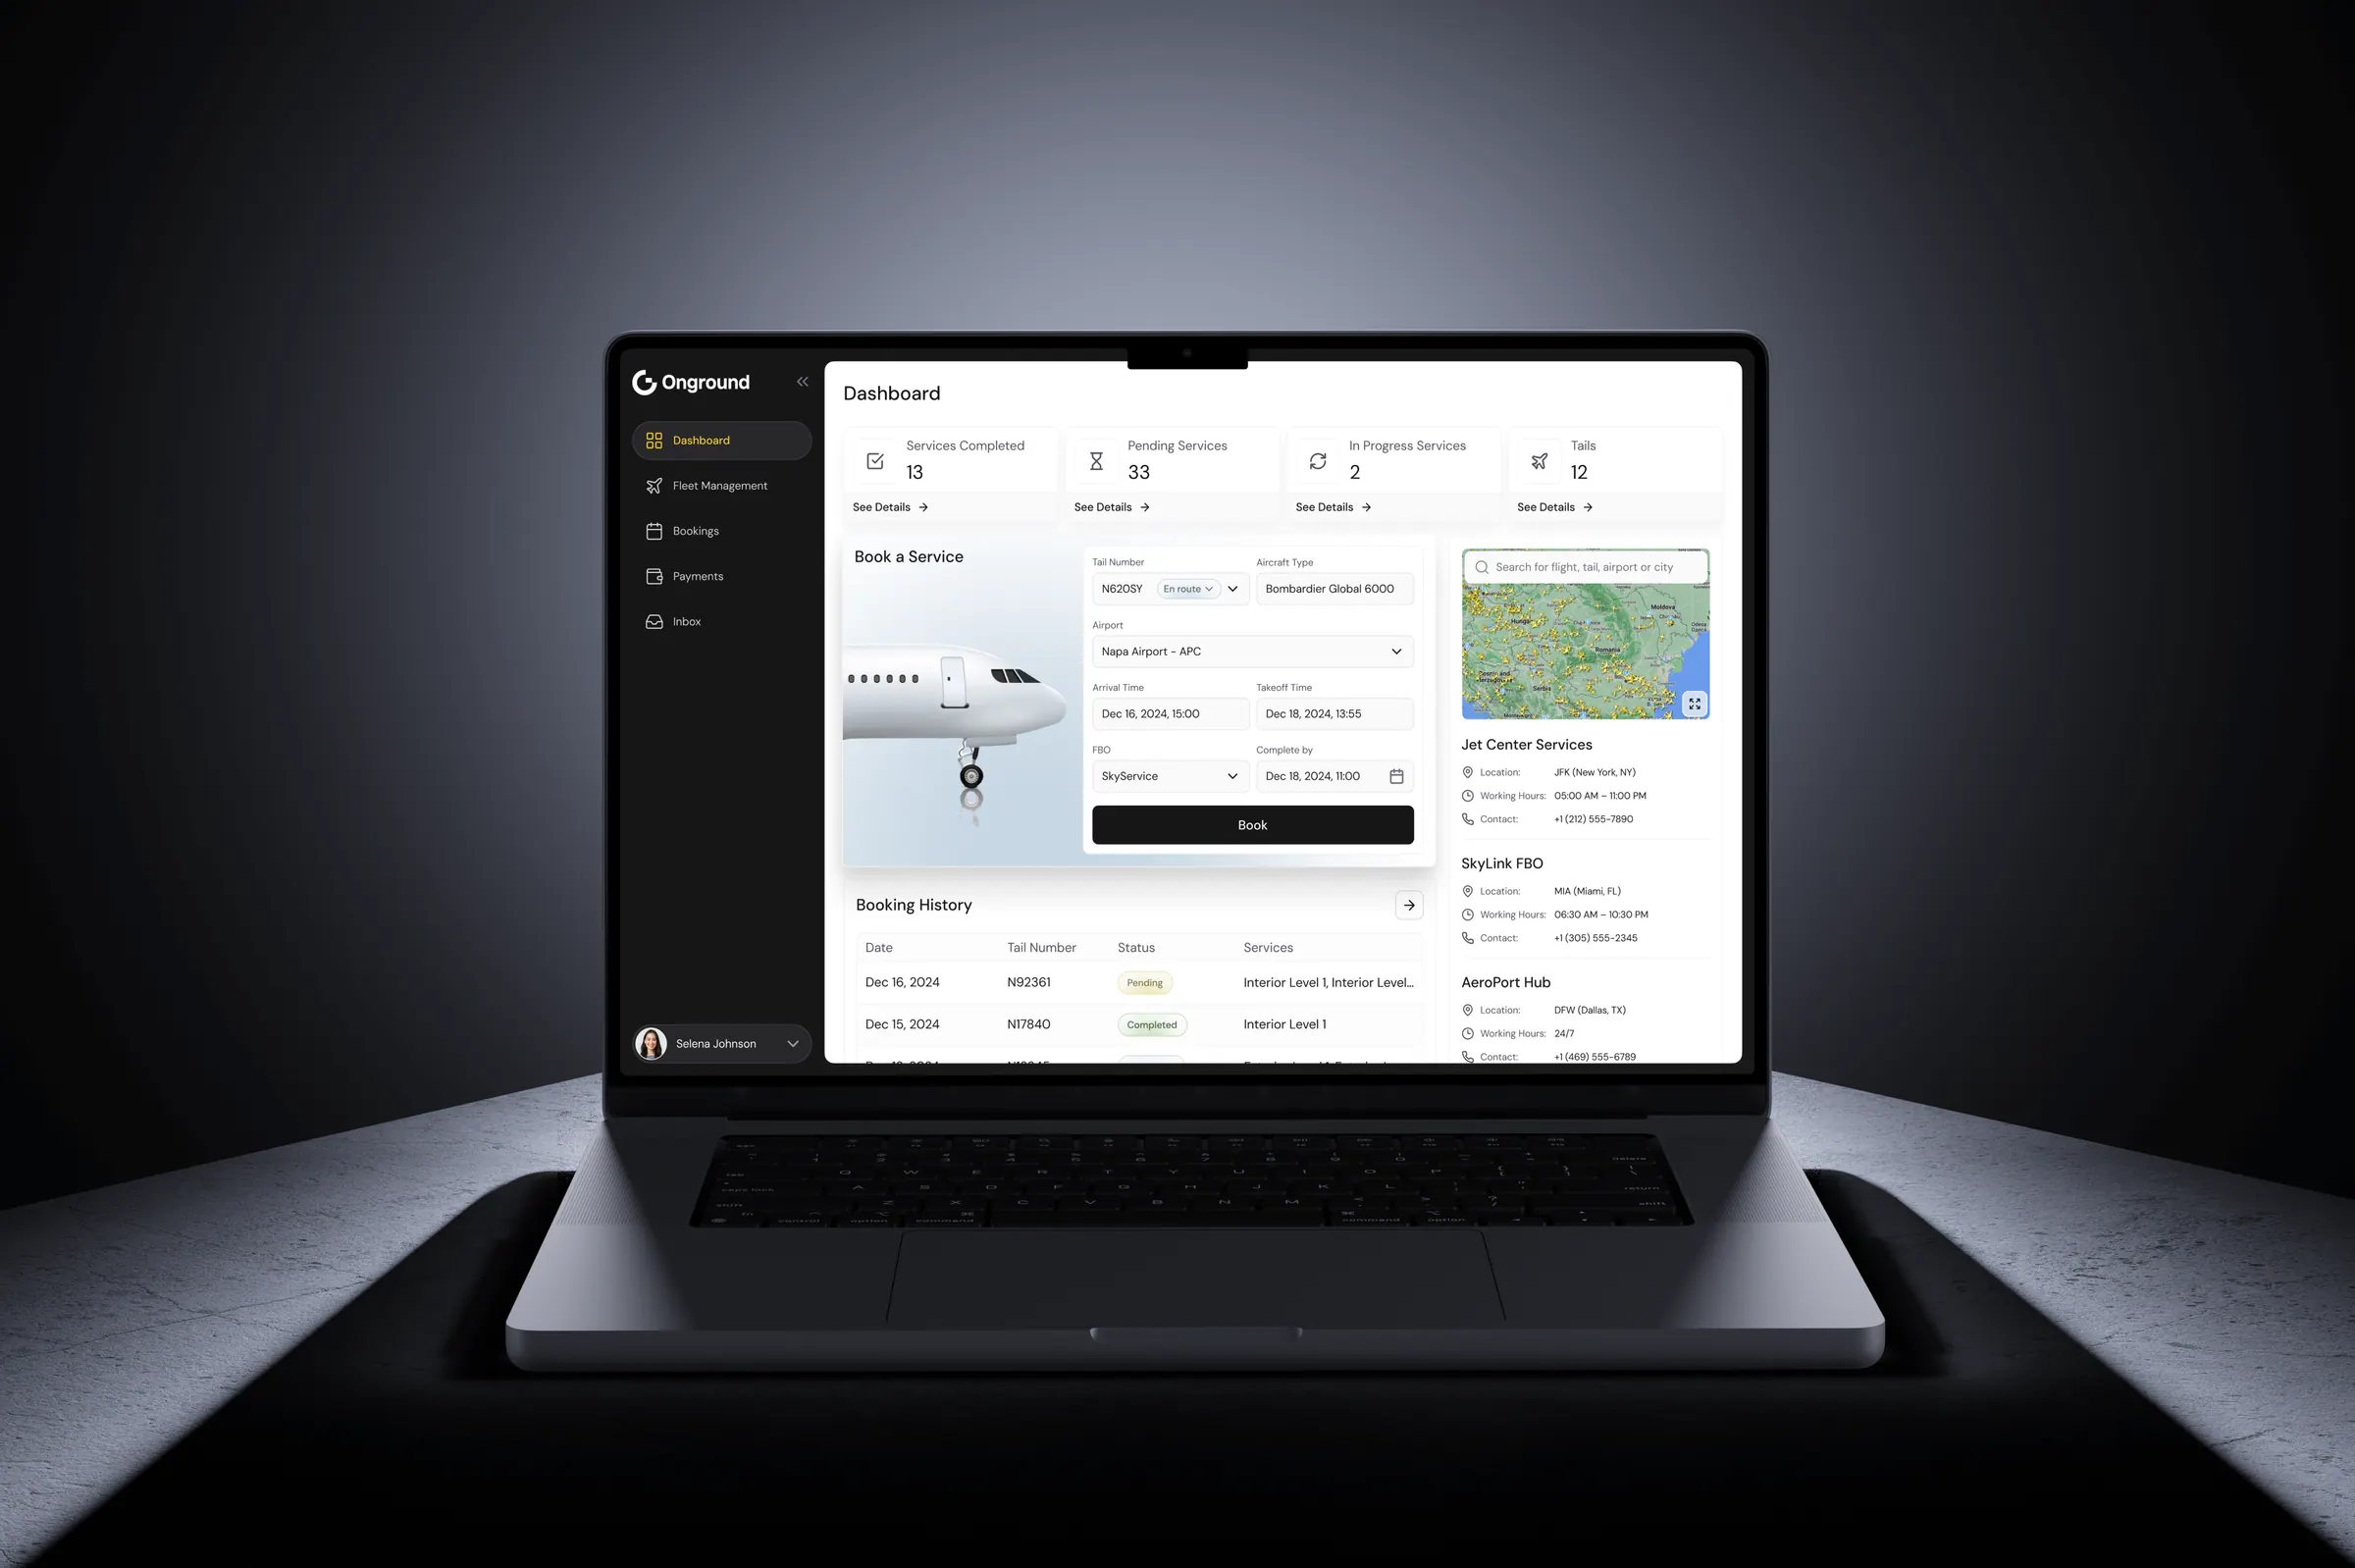 Onground
Dashboard
Fleet Management
Bookings
Payments
Inbox
Selena Johnson
Dashboard
Services Completed
13
See Details
Pending Services
33
See Details
In Progress Services
2
See Details
Tails
12
See Details
Book a Service
Tail Number
N620SY En route
Aircraft Type
Bombardier Global 6000
Airport
Napa Airport - APC
Arrival Time
Dec 16, 2024, 15:00
Takeoff Time
Dec 18, 2024, 13:55
FBO
SkyService
Complete by
Dec 18, 2024, 11:00
Book
Booking History
Date Tail Number Status Services
Dec 16, 2024 N92361 Pending Interior Level 1, Interior Level...
Dec 15, 2024 N17840 Completed Interior Level 1
Search for flight, tail, airport or city
Moldova
Romania
Serbia
Jet Center Services
Location: JFK (New York, NY)
Working Hours: 05:00 AM – 11:00 PM
Contact: +1 (212) 555-7890
SkyLink FBO
Location: MIA (Miami, FL)
Working Hours: 06:30 AM – 10:30 PM
Contact: +1 (305) 555-2345
AeroPort Hub
Location: DFW (Dallas, TX)
Working Hours: 24/7
Contact: +1 (469) 555-6789
Q W E R T Y U I O P
A S D F G H J K L
Z X C V B N M
control option command command option